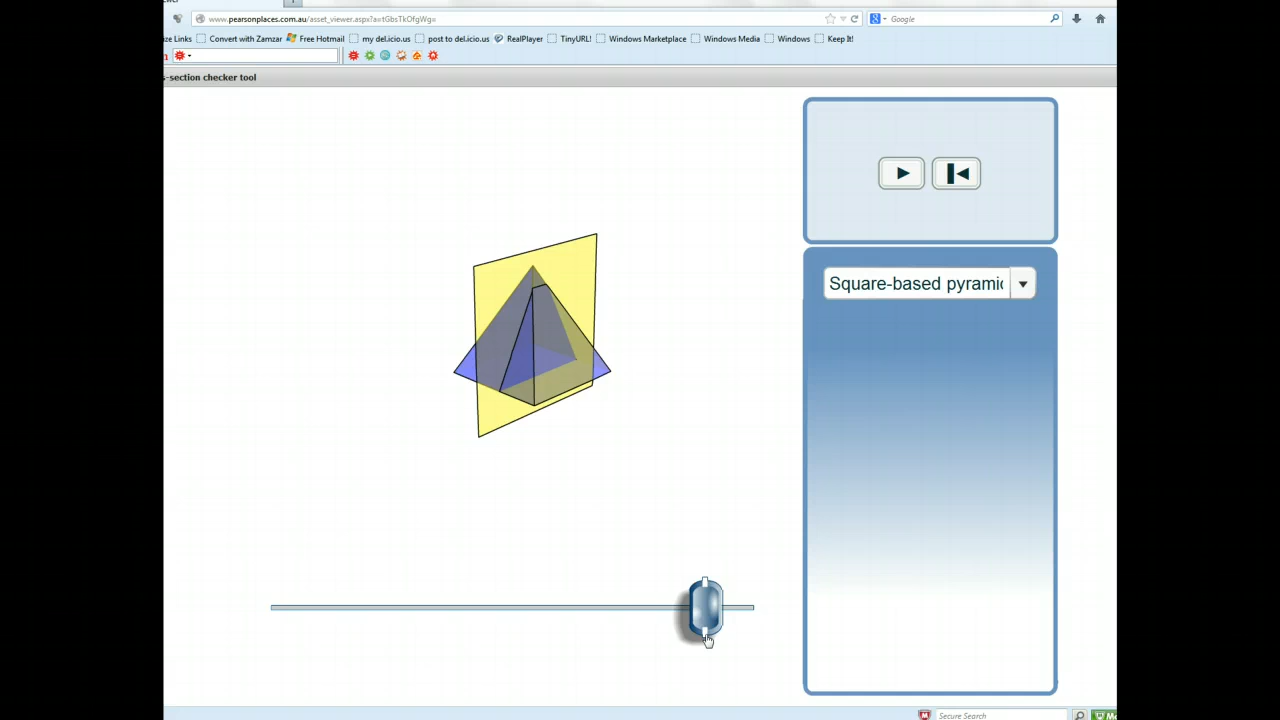 www.pearsonplaces.com.au/asset_viewer.aspx?a=tGbsTkOfgWg=
Google
Links Convert with Zamzar Free Hotmail my del.icio.us post to del.icio.us RealPlayer TinyURL! Windows Marketplace Windows Media Windows Keep It!
-section checker tool
Square-based pyramic
Secure Search